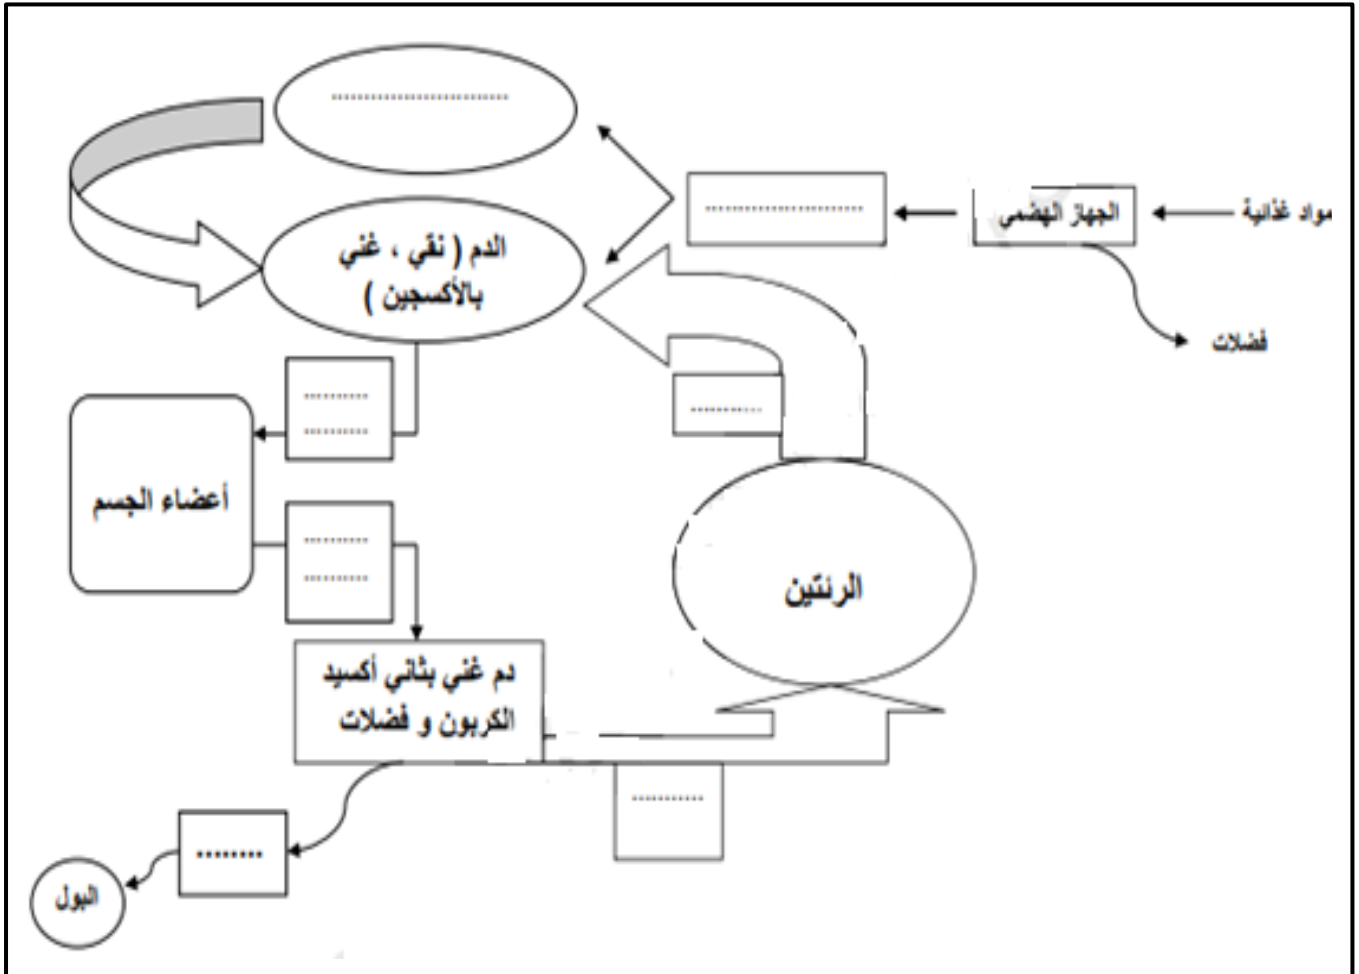 ..........................
مواد غذائية
الجهاز الهضمي
......................
فضلات
الدم ( نقي ، غني
بالأكسجين )
..........
..........
..........
أعضاء الجسم
..........
..........
الرئتين
دم غني بثاني أكسيد
الكربون و فضلات
..........
........
البول